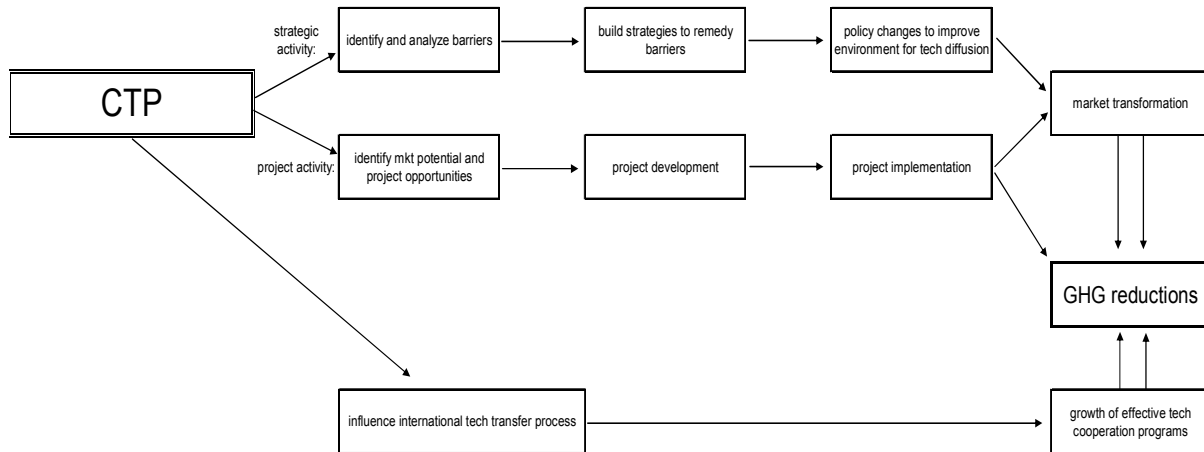 strategic
activity:
identify and analyze barriers
build strategies to remedy
barriers
policy changes to improve
environment for tech diffusion
CTP
market transformation
project activity:
identify mkt potential and
project opportunities
project development
project implementation
GHG reductions
influence international tech transfer process
growth of effective tech
cooperation programs